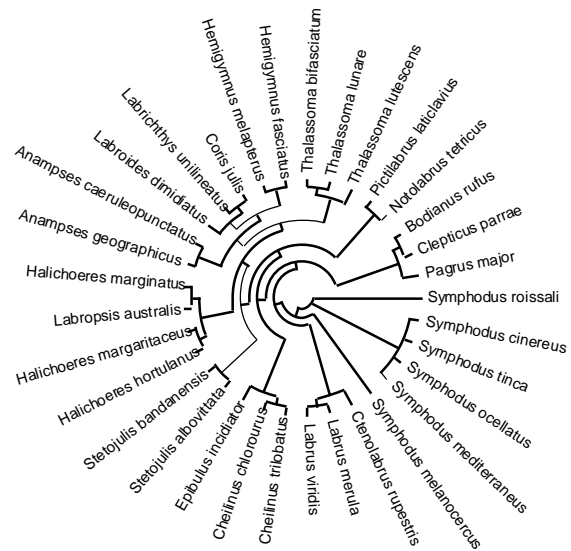 Thalassoma bifasciatum
Thalassoma lunare
Thalassoma lutescens
Pictilabrus laticlavius
Notolabrus tetricus
Bodianus rufus
Clepticus parrae
Pagrus major
Symphodus roissali
Symphodus cinereus
Symphodus tinca
Symphodus ocellatus
Symphodus mediterraneus
Symphodus melanocercus
Ctenolabrus rupestris
Labrus merula
Labrus viridis
Cheilinus trilobatus
Cheilinus chlorourus
Epibulus incidiator
Stetojulis albovittata
Stetojulis bandanensis
Halichoeres hortulanus
Halichoeres margaritaceus
Labropsis australis
Halichoeres marginatus
Anampses geographicus
Anampses caeruleopunctatus
Labroides dimidiatus
Labrichthys unilineatus
Coris julis
Hemigymnus melapterus
Hemigymnus fasciatus